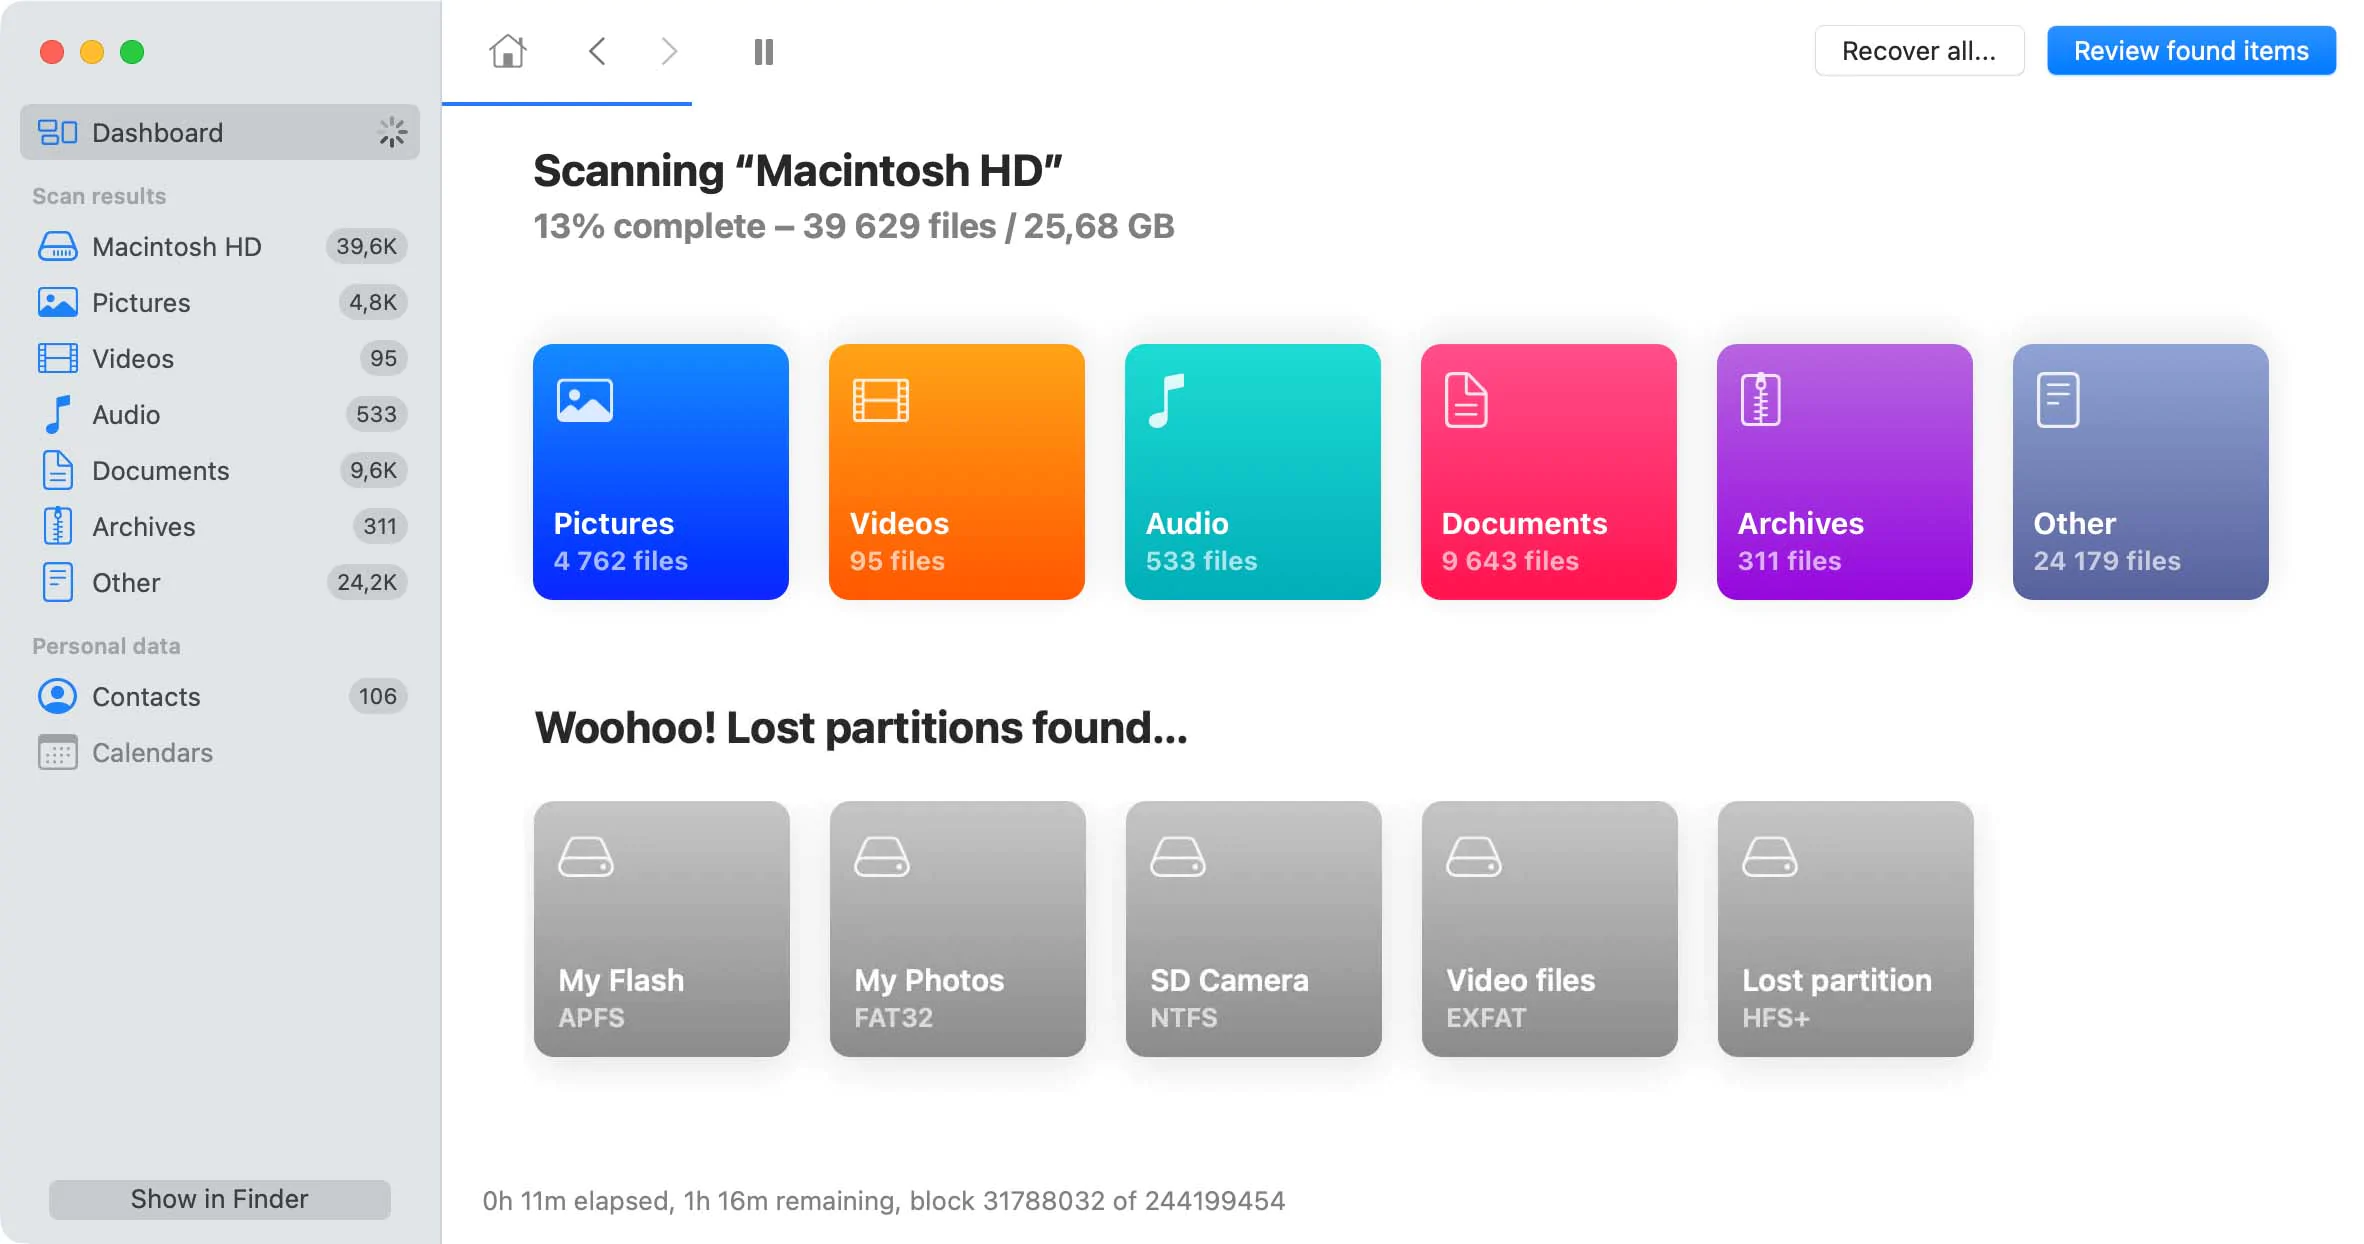 Recover all...
Review found items
Dashboard
Scan results
Macintosh HD 39,6K
Pictures 4,8K
Videos 95
Audio 533
Documents 9,6K
Archives 311
Other 24,2K
Personal data
Contacts 106
Calendars
Show in Finder
Scanning “Macintosh HD”
13% complete – 39 629 files / 25,68 GB
Pictures
4 762 files
Videos
95 files
Audio
533 files
Documents
9 643 files
Archives
311 files
Other
24 179 files
Woohoo! Lost partitions found...
My Flash
APFS
My Photos
FAT32
SD Camera
NTFS
Video files
EXFAT
Lost partition
HFS+
0h 11m elapsed, 1h 16m remaining, block 31788032 of 244199454